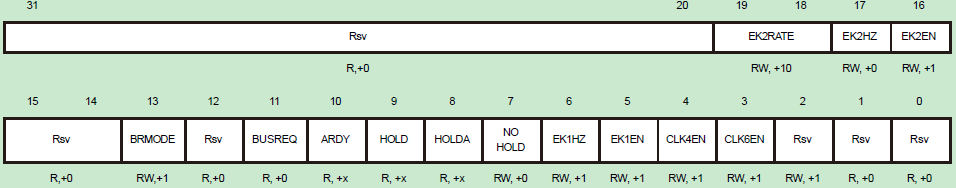 31 20 19 18 17 16
Rsv EK2RATE EK2HZ EK2EN
R,+0 RW, +10 RW, +0 RW, +1
15 14 13 12 11 10 9 8 7 6 5 4 3 2 1 0
Rsv BRMODE Rsv BUSREQ ARDY HOLD HOLDA NO HOLD EK1HZ EK1EN CLK4EN CLK6EN Rsv Rsv Rsv
R,+0 RW,+1 R,+0 R, +0 R, +x R, +x R, +x RW, +0 RW, +1 RW, +1 RW, +1 RW, +1 RW, +1 R, +0 R, +0